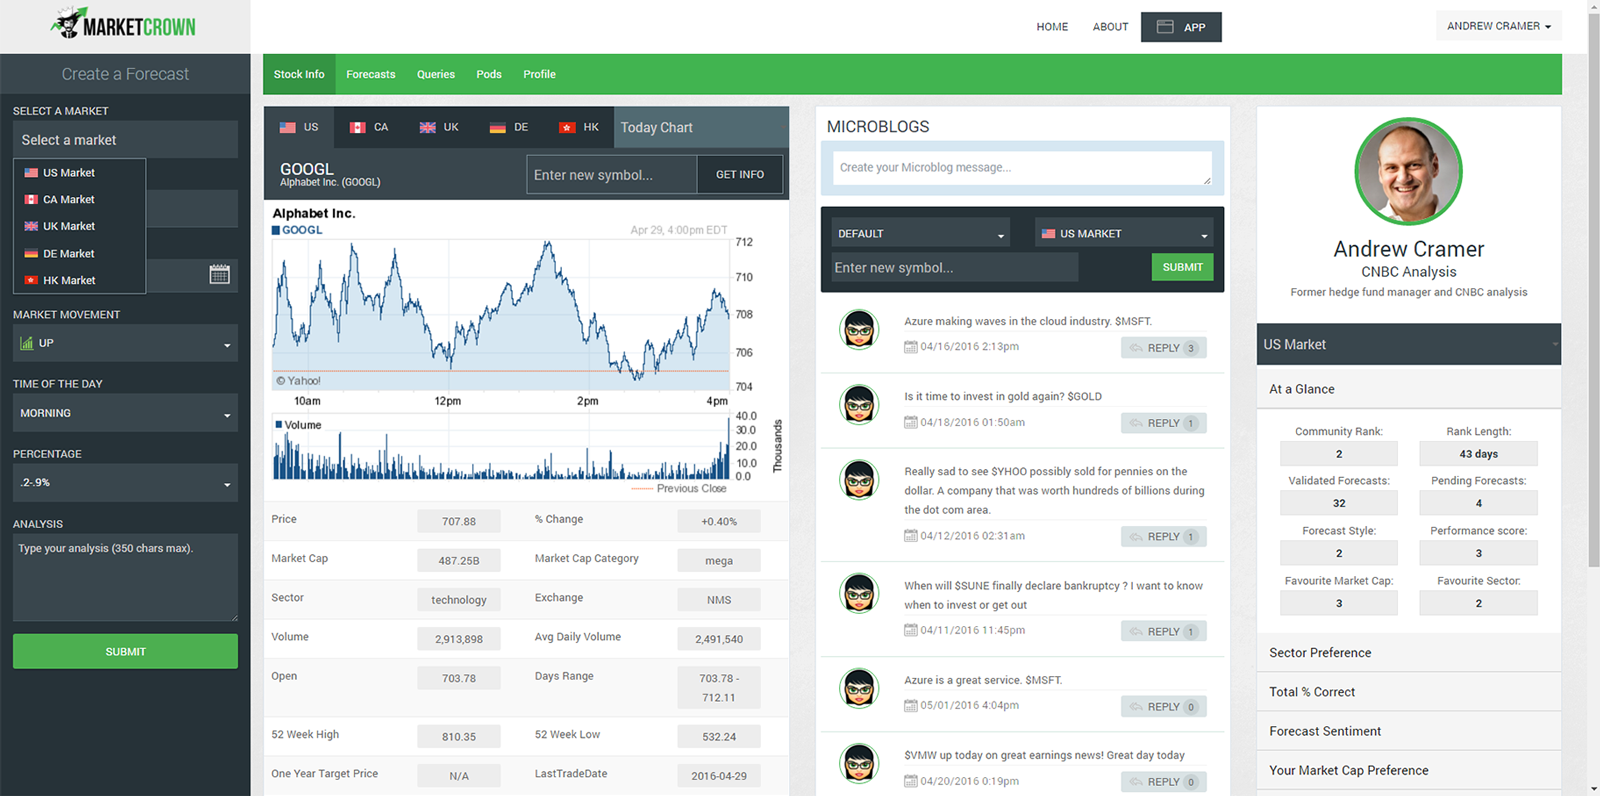 MARKETCROWN
HOME
ABOUT
APP
ANDREW CRAMER
Create a Forecast
SELECT A MARKET
Select a market
US Market
CA Market
UK Market
DE Market
HK Market
MARKET MOVEMENT
UP
TIME OF THE DAY
MORNING
PERCENTAGE
.2-.9%
ANALYSIS
Type your analysis (350 chars max).
SUBMIT
Stock Info
Forecasts
Queries
Pods
Profile
US
CA
UK
DE
HK
Today Chart
GOOGL
Alphabet Inc. (GOOGL)
Enter new symbol...
GET INFO
Alphabet Inc.
GOOGL
Apr 29, 4:00pm EDT
712
710
708
706
704
© Yahoo!
10am
12pm
2pm
4pm
Volume
40.0
30.0
20.0
10.0
0.0
Thousands
Previous Close
Price
707.88
% Change
+0.40%
Market Cap
487.25B
Market Cap Category
mega
Sector
technology
Exchange
NMS
Volume
2,913,898
Avg Daily Volume
2,491,540
Open
703.78
Days Range
703.78 -
712.11
52 Week High
810.35
52 Week Low
532.24
One Year Target Price
N/A
LastTradeDate
2016-04-29
MICROBLOGS
Create your Microblog message...
DEFAULT
US MARKET
Enter new symbol...
SUBMIT
Azure making waves in the cloud industry. $MSFT.
04/16/2016 2:13pm
REPLY 3
Is it time to invest in gold again? $GOLD
04/18/2016 01:50am
REPLY 1
Really sad to see $YHOO possibly sold for pennies on the
dollar. A company that was worth hundreds of billions during
the dot com area.
04/12/2016 02:31am
REPLY 1
When will $SUNE finally declare bankruptcy ? I want to know
when to invest or get out
04/11/2016 11:45pm
REPLY 1
Azure is a great service. $MSFT.
05/01/2016 4:04pm
REPLY 0
$VMW up today on great earnings news! Great day today
04/20/2016 0:19pm
REPLY 0
Andrew Cramer
CNBC Analysis
Former hedge fund manager and CNBC analysis
US Market
At a Glance
Community Rank:
2
Rank Length:
43 days
Validated Forecasts:
32
Pending Forecasts:
4
Forecast Style:
2
Performance score:
3
Favourite Market Cap:
3
Favourite Sector:
2
Sector Preference
Total % Correct
Forecast Sentiment
Your Market Cap Preference